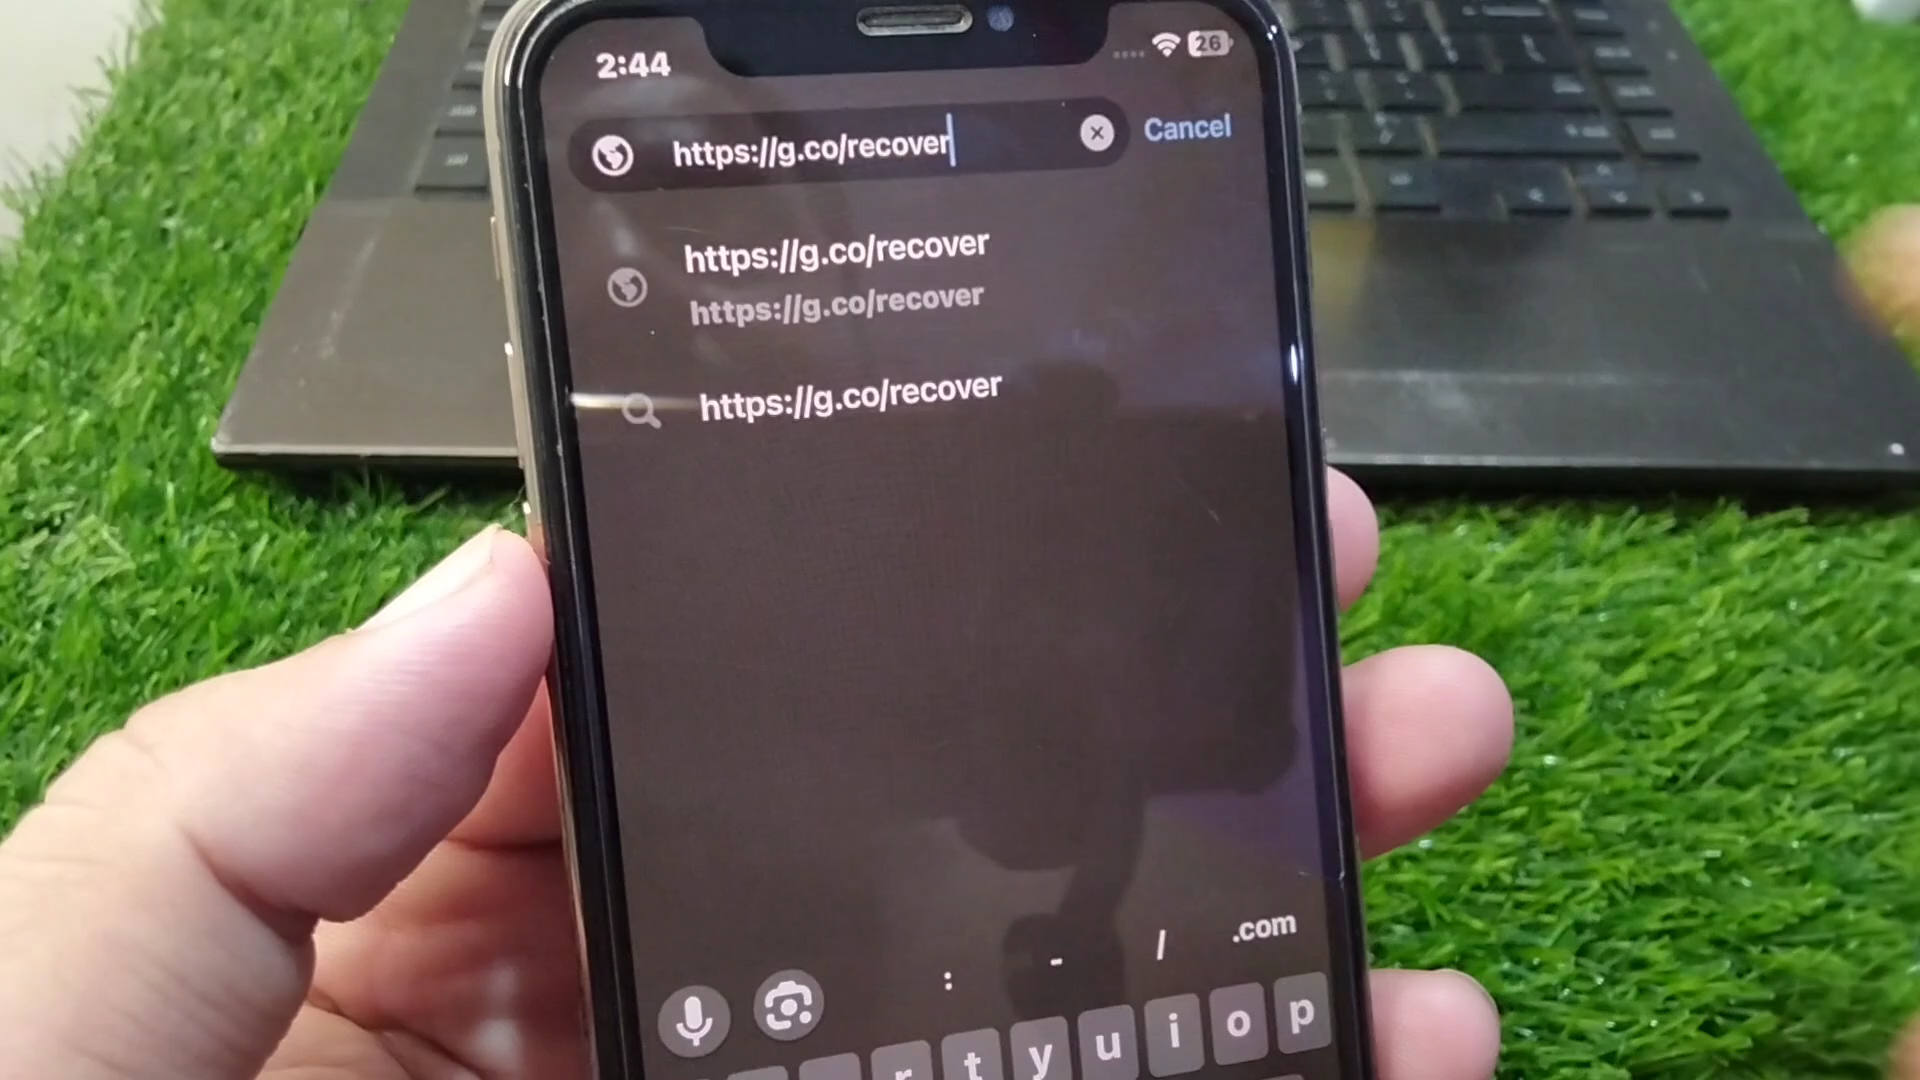 2:44
26
https://g.co/recover
Cancel
https://g.co/recover
https://g.co/recover
https://g.co/recover
: - / .com
r t y u i o p